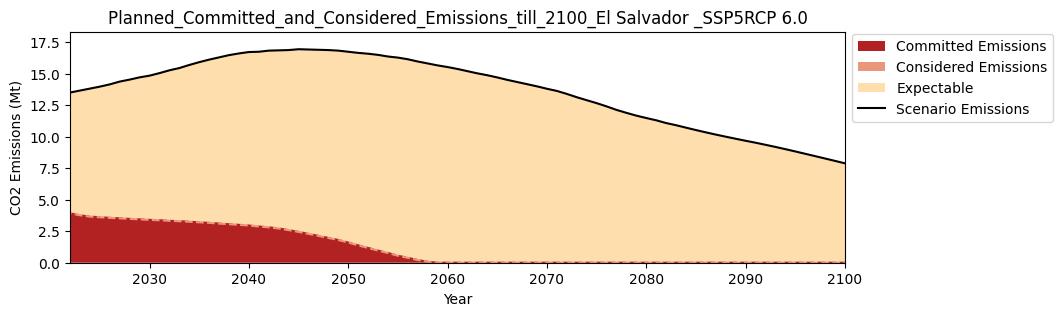 Planned_Committed_and_Considered_Emissions_till_2100_El Salvador _SSP5RCP 6.0
CO2 Emissions (Mt)
17.5
15.0
12.5
10.0
7.5
5.0
2.5
0.0
2030 2040 2050 2060 2070 2080 2090 2100
Year
Committed Emissions
Considered Emissions
Expectable
Scenario Emissions